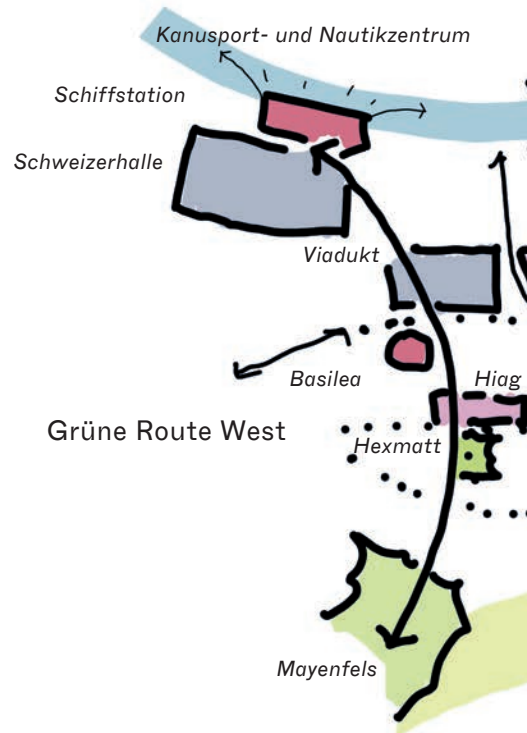 Kanusport- und Nautikzentrum
Schiffstation
Schweizerhalle
Viadukt
Basilea
Hiag
Grüne Route West
Hexmatt
Mayenfels